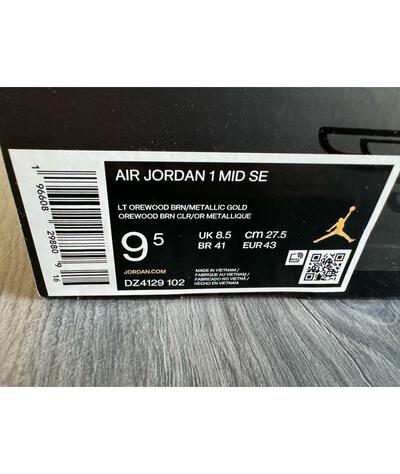 AIR JORDAN 1 MID SE
LT OREWOOD BRN/METALLIC GOLD
OREWOOD BRN CLR/OR METALLIQUE
9 5
UK 8.5 cm 27.5
BR 41 EUR 43
JORDAN.COM
DZ4129 102
MADE IN VIETNAM/
FABRIQUE AU VIETNAM/
FABRICADO NO VIETNÃ/
HECHO EN VIETNAM
1 96608 29880 9 16